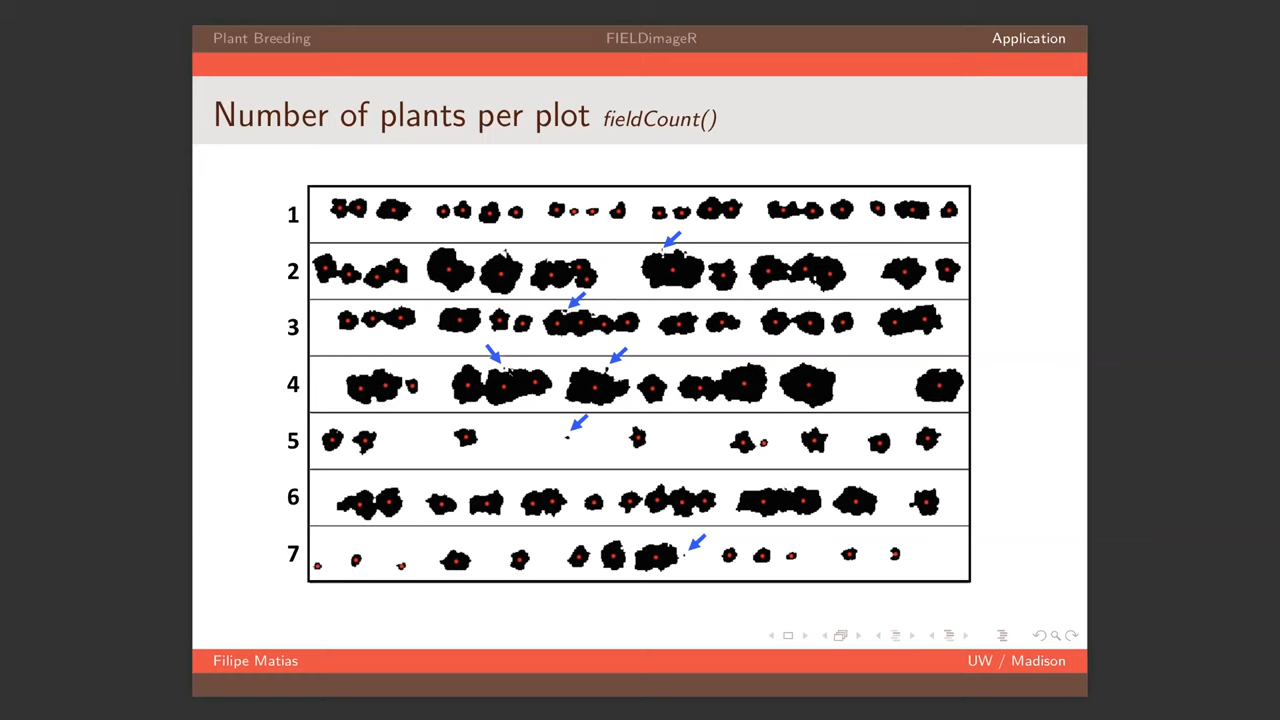 Plant Breeding FIELDimageR Application
Number of plants per plot fieldCount()
1
2
3
4
5
6
7
Filipe Matias UW / Madison